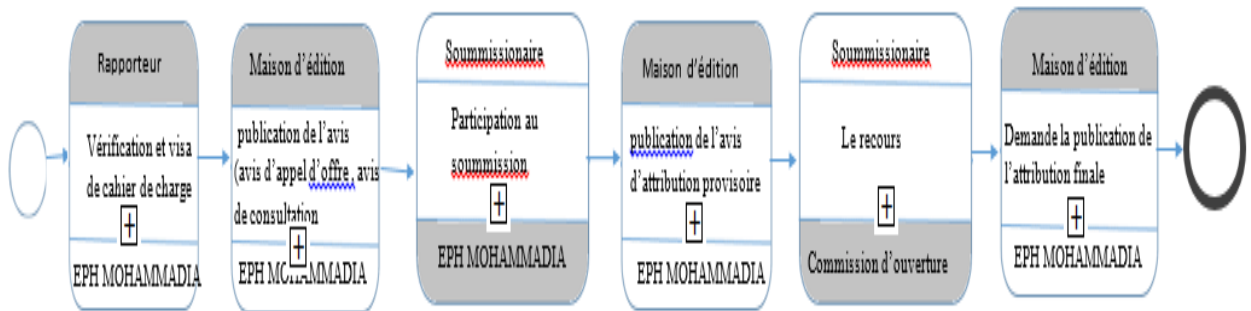 Rapporteur
Vérification et visa
de cahier de charge
+
EPH MOHAMMADIA
Maison d'édition
publication de l'avis
(avis d'appel d'offre, avis
de consultation
+
EPH MOHAMMADIA
Soummissionaire
Participation au
soummission
+
EPH MOHAMMADIA
Maison d'édition
publication de l'avis
d'attribution provisoire
+
EPH MOHAMMADIA
Soummissionaire
Le recours
+
Commission d'ouverture
Maison d'édition
Demande la publication de
l'attribution finale
+
EPH MOHAMMADIA